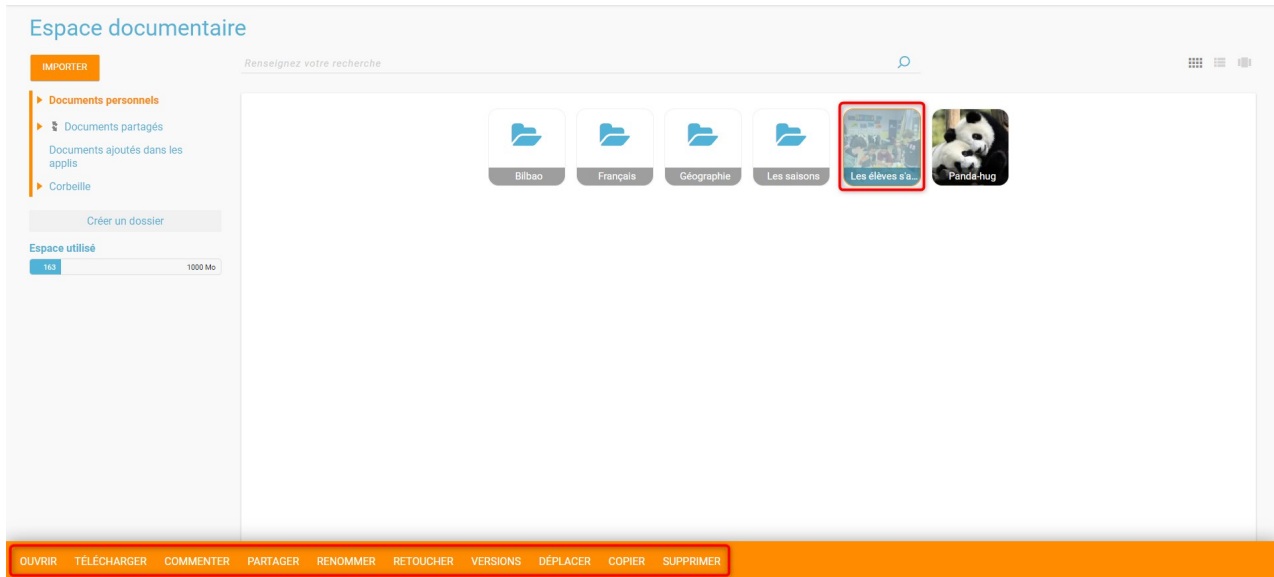 Espace documentaire
IMPORTER
Renseignez votre recherche
Documents personnels
Documents partagés
Documents ajoutés dans les
applis
Corbeille
Créer un dossier
Espace utilisé
163 1000 Mo
Bilbao Français Géographie Les saisons Les élèves s'a... Panda-hug
OUVRIR TÉLÉCHARGER COMMENTER PARTAGER RENOMMER RETOUCHER VERSIONS DÉPLACER COPIER SUPPRIMER